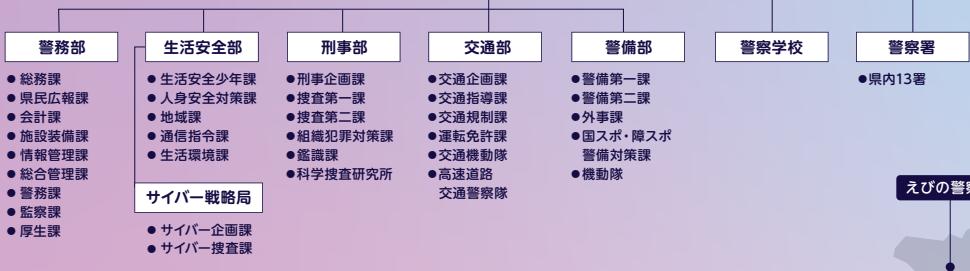 警務部
● 総務課
● 県民広報課
● 会計課
● 施設装備課
● 情報管理課
● 総合管理課
● 警務課
● 監察課
● 厚生課
生活安全部
● 生活安全少年課
● 人身安全対策課
● 地域課
● 通信指令課
● 生活環境課
サイバー戦略局
● サイバー企画課
● サイバー捜査課
刑事部
●刑事企画課
●捜査第一課
●捜査第二課
●組織犯罪対策課
●鑑識課
●科学捜査研究所
交通部
●交通企画課
●交通指導課
●交通規制課
●運転免許課
●交通機動隊
●高速道路
交通警察隊
警備部
●警備第一課
●警備第二課
●外事課
●国スポ・障スポ
警備対策課
●機動隊
警察学校
警察署
●県内13署
えびの警察